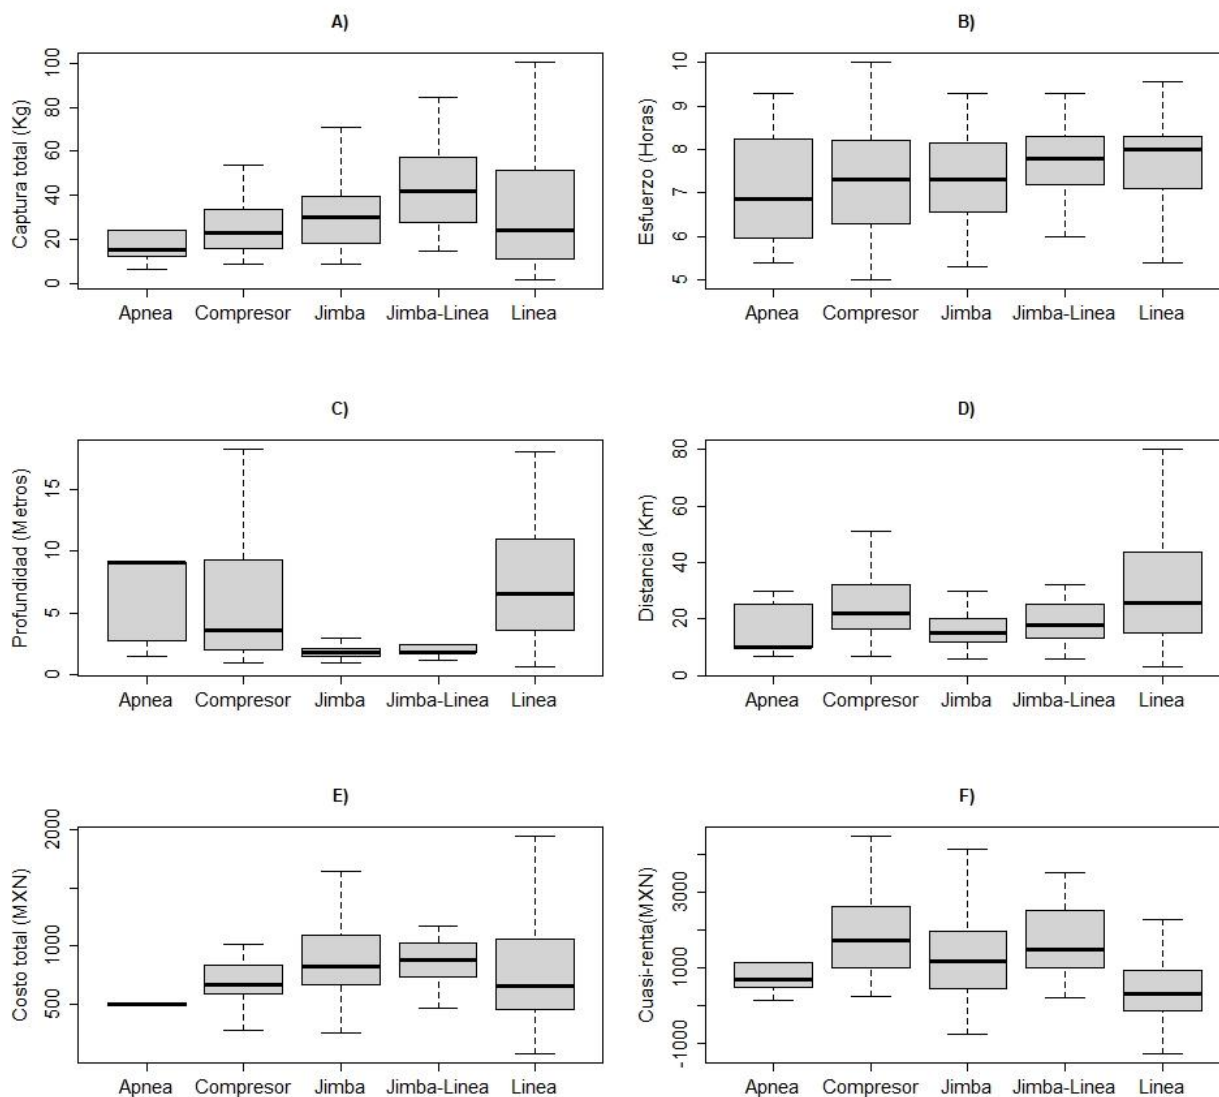 A)
Captura total (Kg)
100
80
60
40
20
0
Apnea Compresor Jimba Jimba-Linea Linea
B)
Esfuerzo (Horas)
10
9
8
7
6
5
Apnea Compresor Jimba Jimba-Linea Linea
C)
Profundidad (Metros)
15
10
5
0
Apnea Compresor Jimba Jimba-Linea Linea
D)
Distancia (Km)
80
60
40
20
0
Apnea Compresor Jimba Jimba-Linea Linea
E)
Costo total (MXN)
2000
1000
500
Apnea Compresor Jimba Jimba-Linea Linea
F)
Cuasi-renta(MXN)
3000
1000
-1000
Apnea Compresor Jimba Jimba-Linea Linea